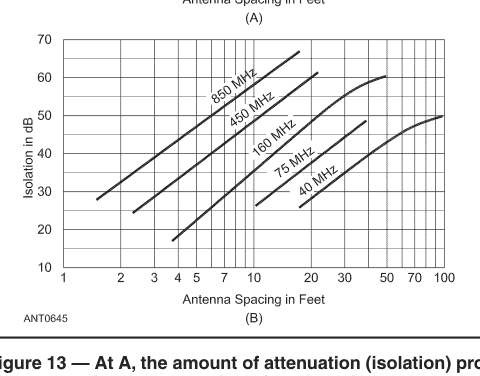 Antenna Spacing in Feet
(A)
70
60
50
40
30
20
10
Isolation in dB
850 MHz
450 MHz
160 MHz
75 MHz
40 MHz
1 2 3 4 5 7 10 20 30 50 70 100
Antenna Spacing in Feet
ANT0645 (B)
igure 13 — At A, the amount of attenuation (isolation) pro